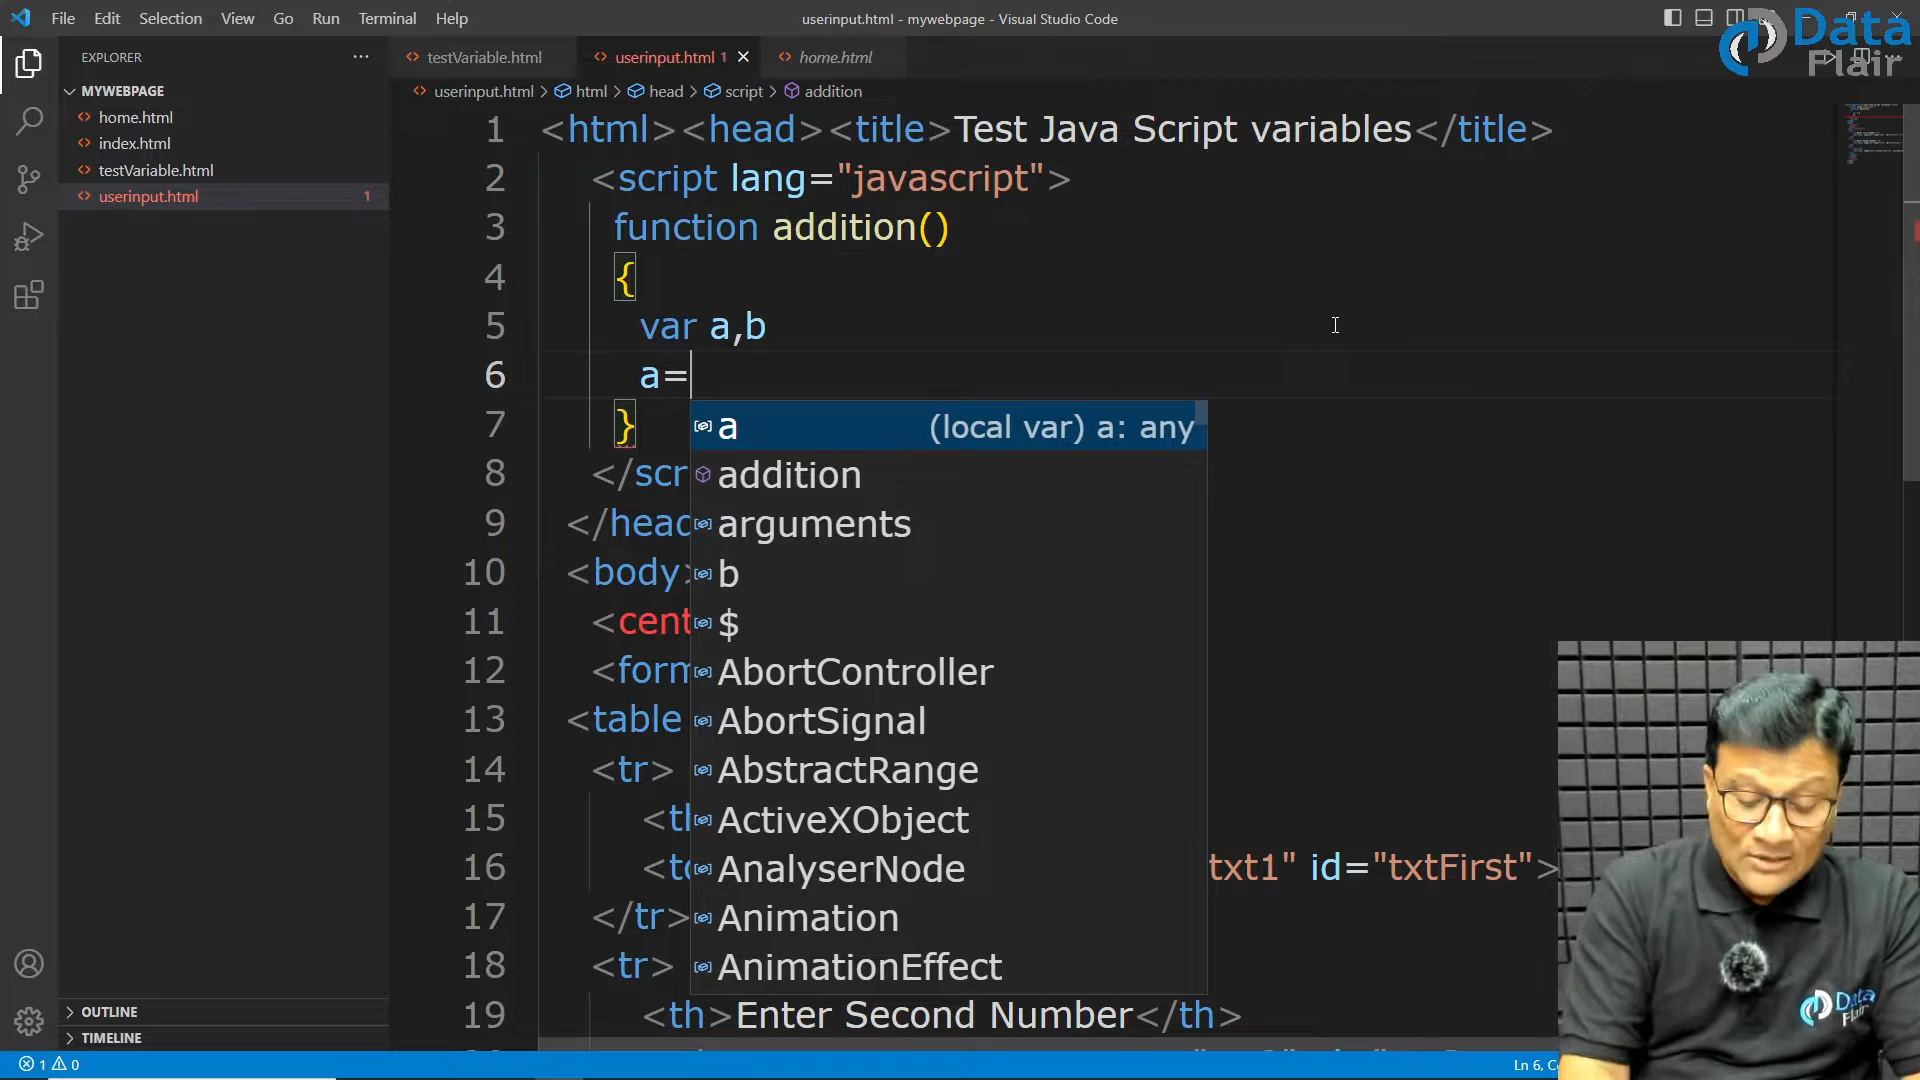 File Edit Selection View Go Run Terminal Help
userinput.html - mywebpage - Visual Studio Code
Data Flair
EXPLORER
MYWEBPAGE
home.html
index.html
testVariable.html
userinput.html 1
OUTLINE
TIMELINE
testVariable.html
userinput.html 1
home.html
userinput.html > html > head > script > addition
1 <html><head><title>Test Java Script variables</title>
2 <script lang="javascript">
3 function addition()
4 {
5 var a,b
6 a=
7 }
8 </scr
9 </head
10 <body>
11 <cent
12 <form
13 <table
14 <tr>
15 <th
16 <td txt1" id="txtFirst">
17 </tr>
18 <tr>
19 <th>Enter Second Number</th>
a (local var) a: any
addition
arguments
b
$
AbortController
AbortSignal
AbstractRange
ActiveXObject
AnalyserNode
Animation
AnimationEffect
1 0
Ln 6, C
Data Flair